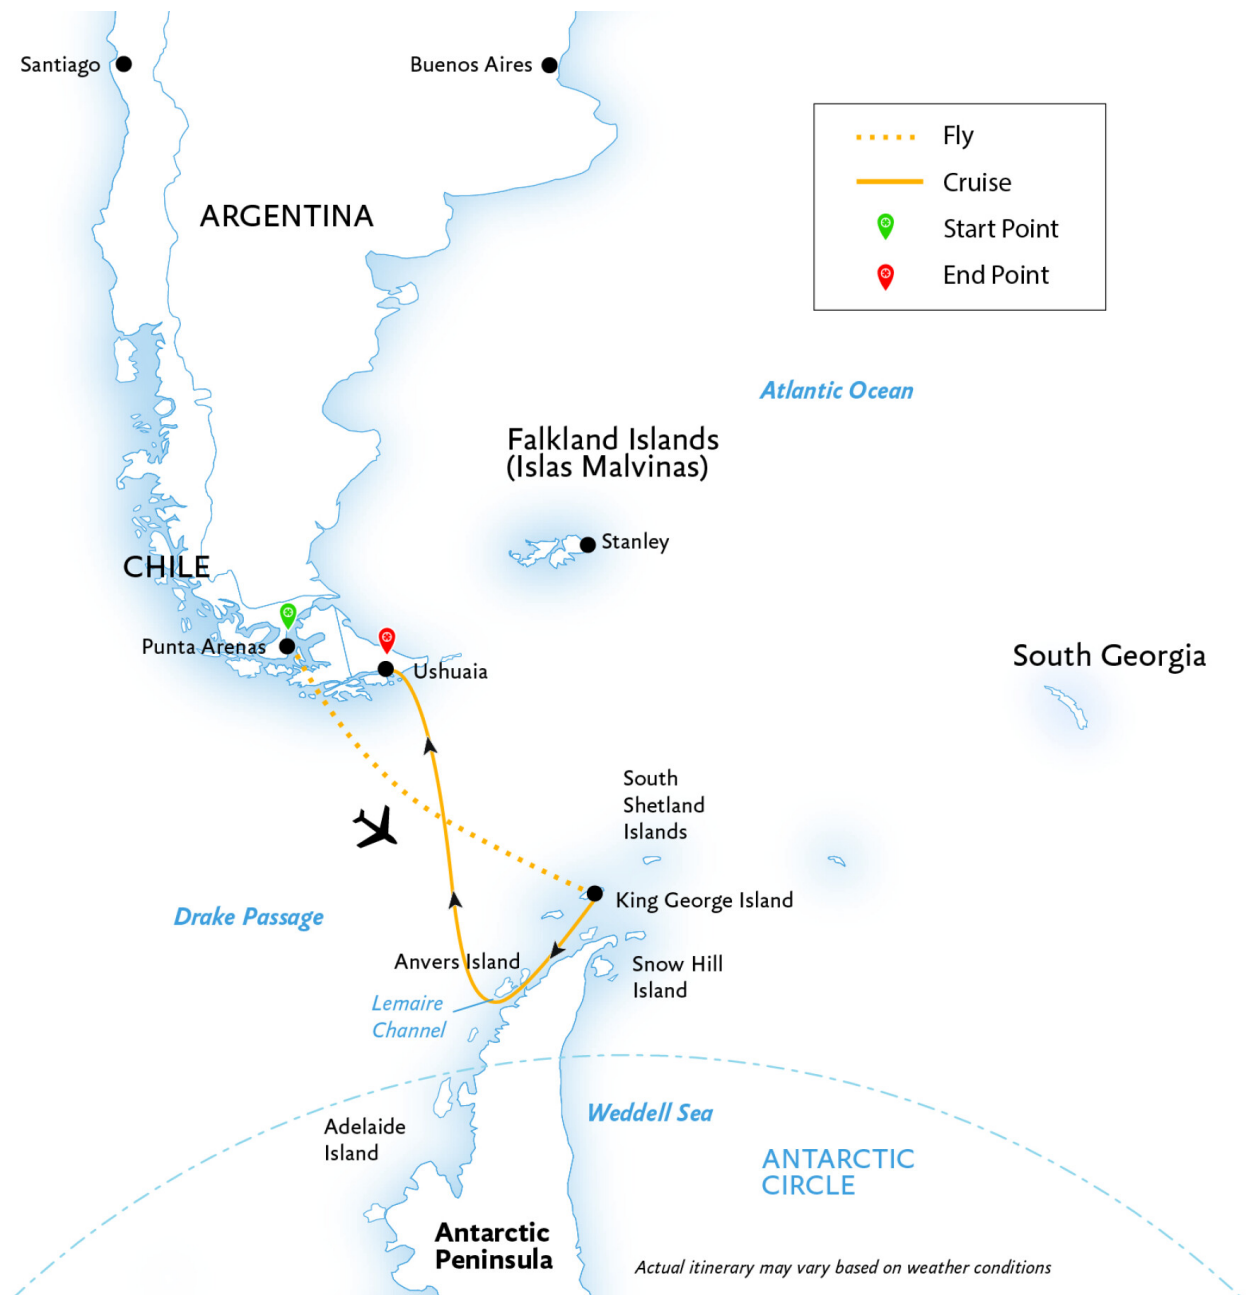 Santiago
Buenos Aires
Fly
Cruise
Start Point
End Point
ARGENTINA
Atlantic Ocean
Falkland Islands
(Islas Malvinas)
Stanley
CHILE
Punta Arenas
Ushuaia
South Georgia
South
Shetland
Islands
King George Island
Drake Passage
Anvers Island
Snow Hill
Island
Lemaire
Channel
Weddell Sea
Adelaide
Island
ANTARCTIC
CIRCLE
Antarctic
Peninsula
Actual itinerary may vary based on weather conditions